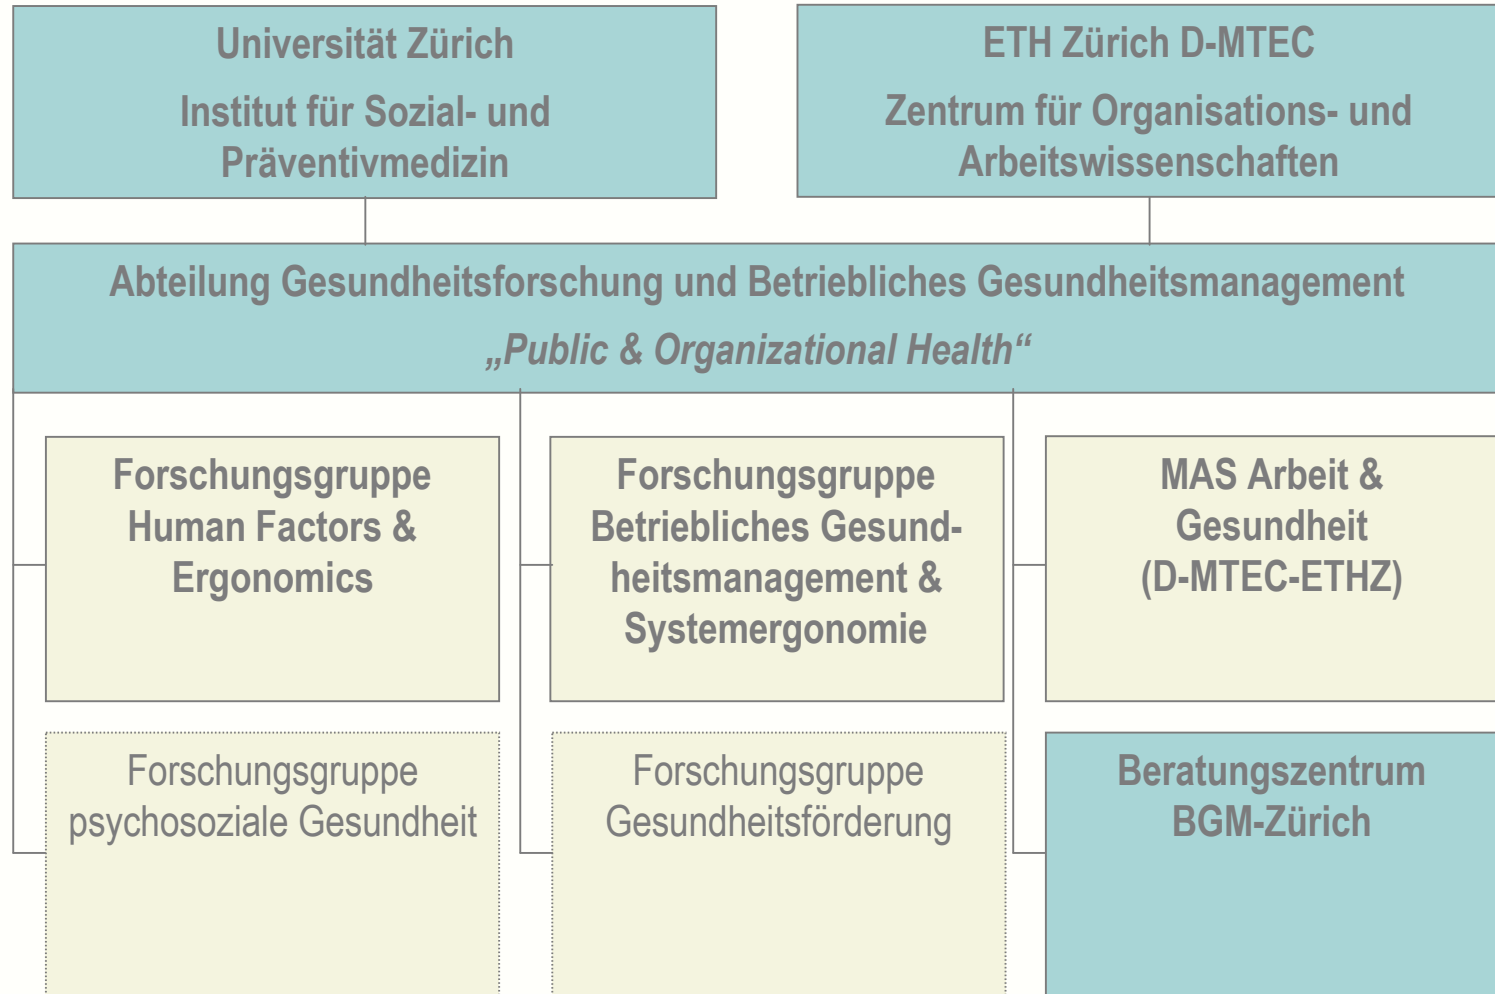 Universität Zürich
Institut für Sozial- und
Präventivmedizin
ETH Zürich D-MTEC
Zentrum für Organisations- und
Arbeitswissenschaften
Abteilung Gesundheitsforschung und Betriebliches Gesundheitsmanagement
„Public & Organizational Health“
Forschungsgruppe
Human Factors &
Ergonomics
Forschungsgruppe
Betriebliches Gesund-
heitsmanagement &
Systemergonomie
MAS Arbeit &
Gesundheit
(D-MTEC-ETHZ)
Forschungsgruppe
psychosoziale Gesundheit
Forschungsgruppe
Gesundheitsförderung
Beratungszentrum
BGM-Zürich